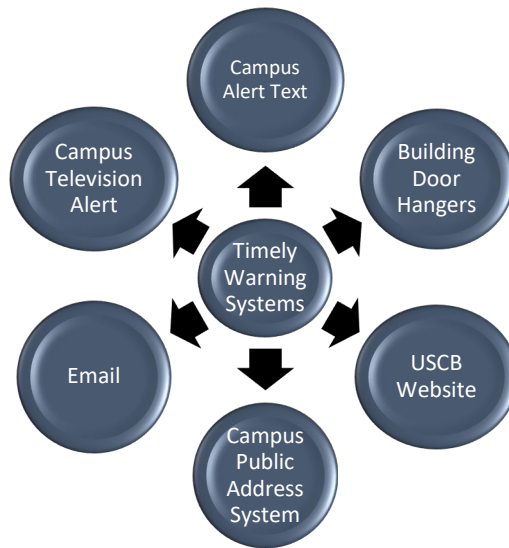 Campus
Alert Text
Building
Door
Hangers
USCB
Website
Campus
Public
Address
System
Email
Campus
Television
Alert
Timely
Warning
Systems